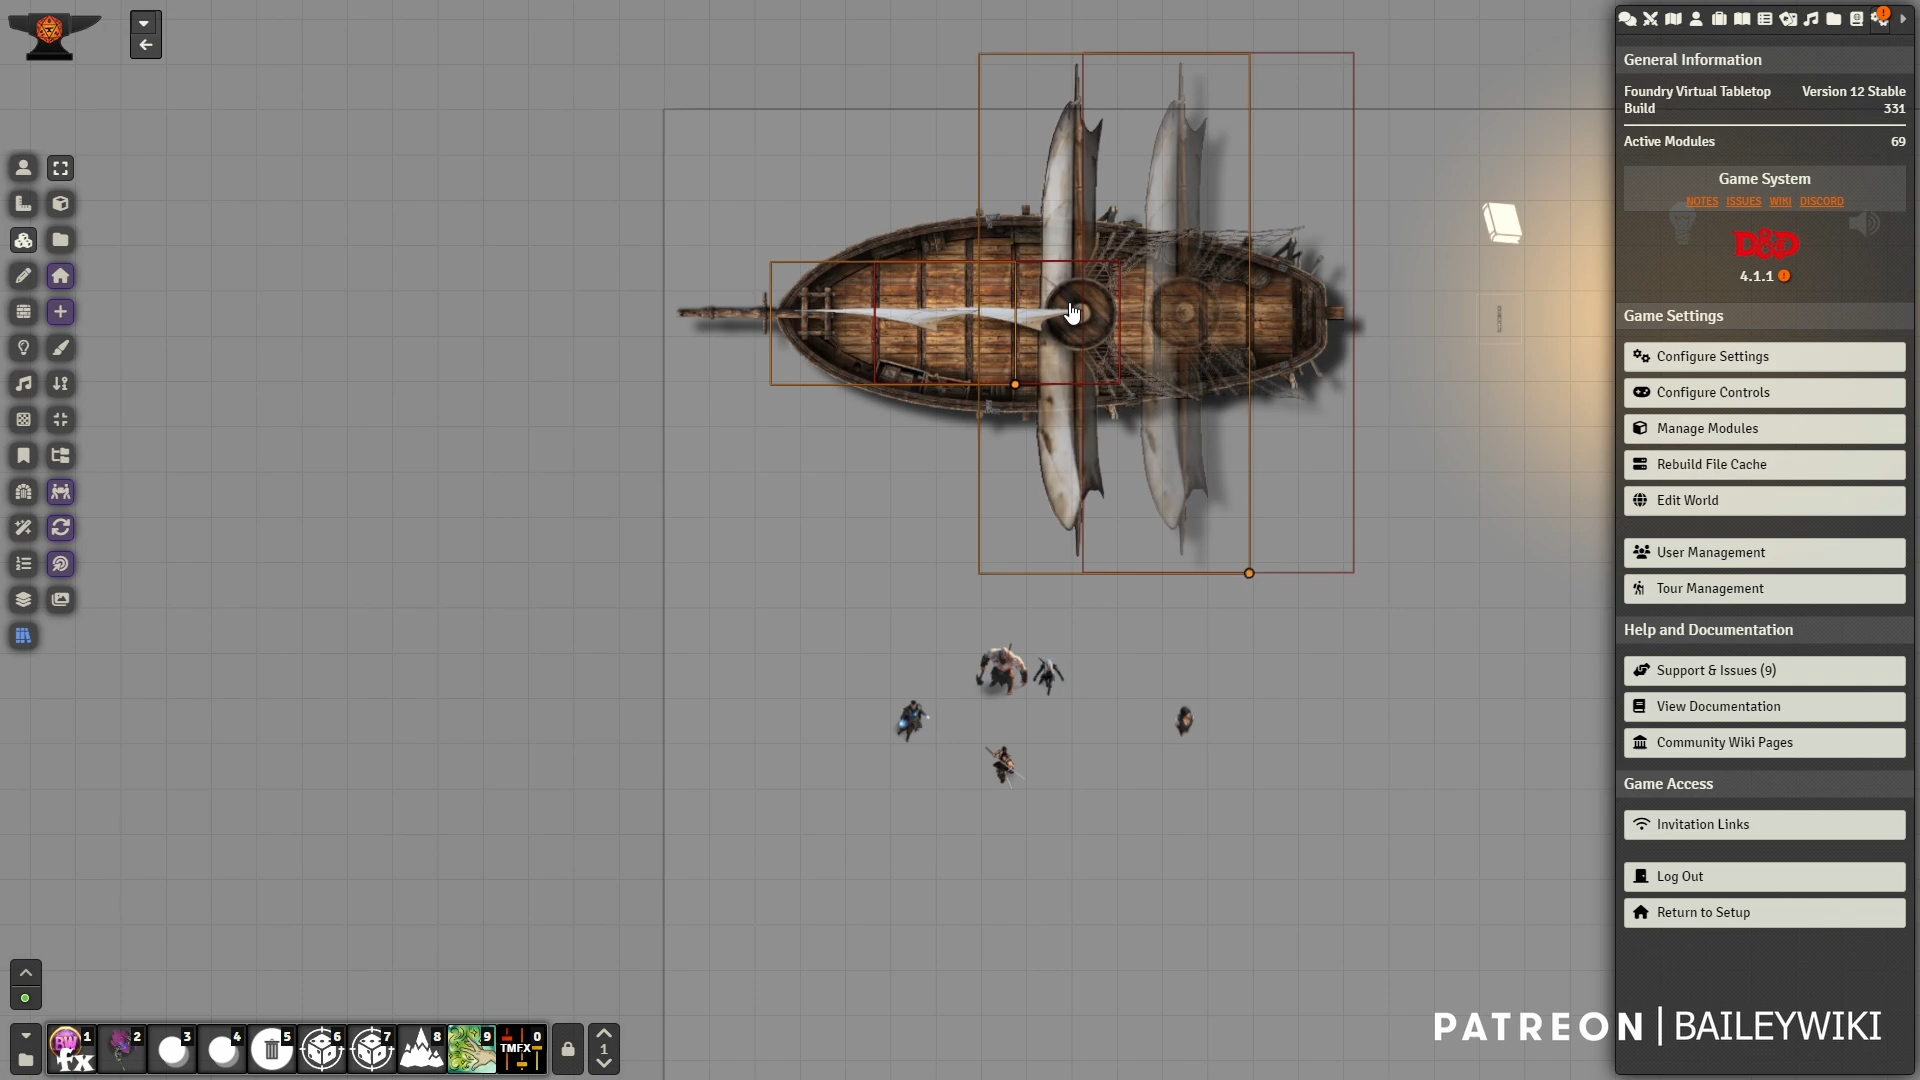 General Information
Foundry Virtual Tabletop Build Version 12 Stable 331
Active Modules 69
Game System
NOTES ISSUES WIKI DISCORD
D&D
4.1.1
Game Settings
Configure Settings
Configure Controls
Manage Modules
Rebuild File Cache
Edit World
User Management
Tour Management
Help and Documentation
Support & Issues (9)
View Documentation
Community Wiki Pages
Game Access
Invitation Links
Log Out
Return to Setup
BW fx 1 2 3 4 5 6 7 8 9 TMFX 0
1
PATREON | BAILEYWIKI